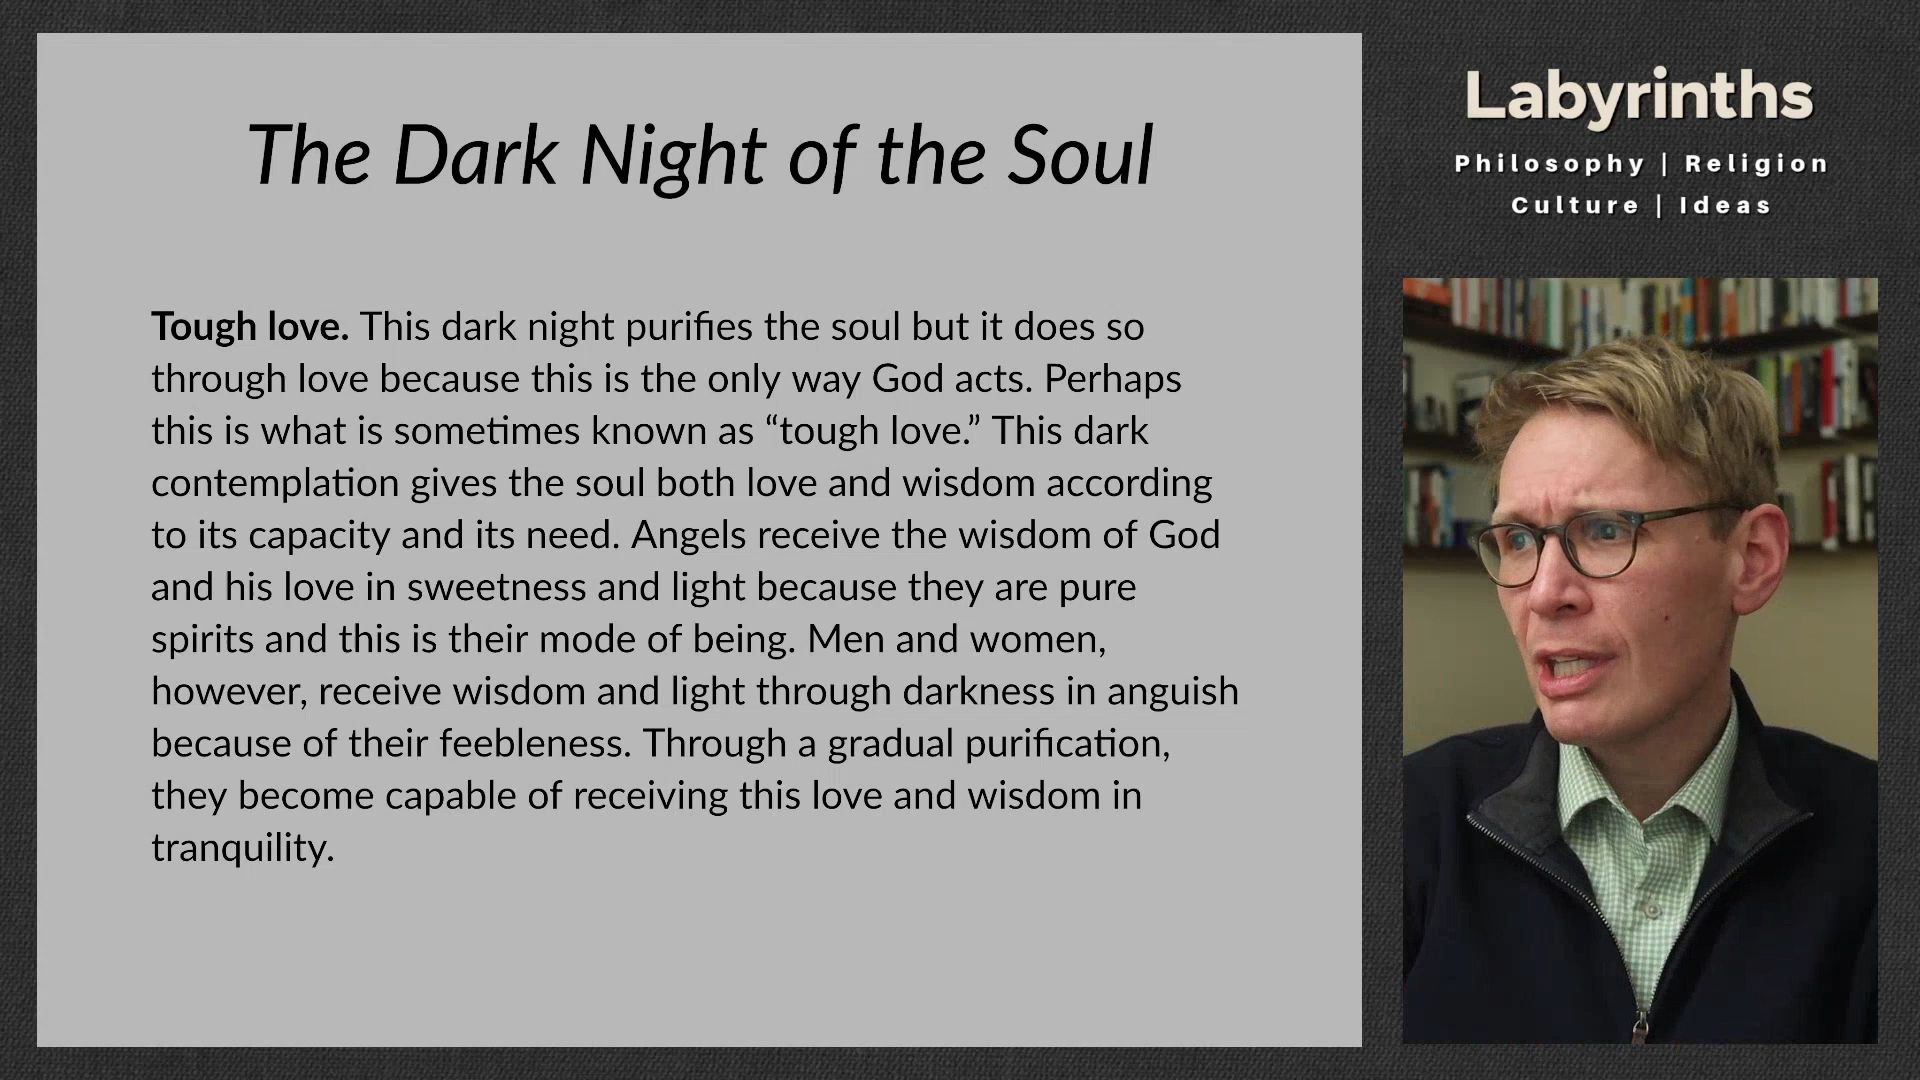 The Dark Night of the Soul
Tough love. This dark night purifies the soul but it does so
through love because this is the only way God acts. Perhaps
this is what is sometimes known as “tough love.” This dark
contemplation gives the soul both love and wisdom according
to its capacity and its need. Angels receive the wisdom of God
and his love in sweetness and light because they are pure
spirits and this is their mode of being. Men and women,
however, receive wisdom and light through darkness in anguish
because of their feebleness. Through a gradual purification,
they become capable of receiving this love and wisdom in
tranquility.
Labyrinths
Philosophy | Religion
Culture | Ideas